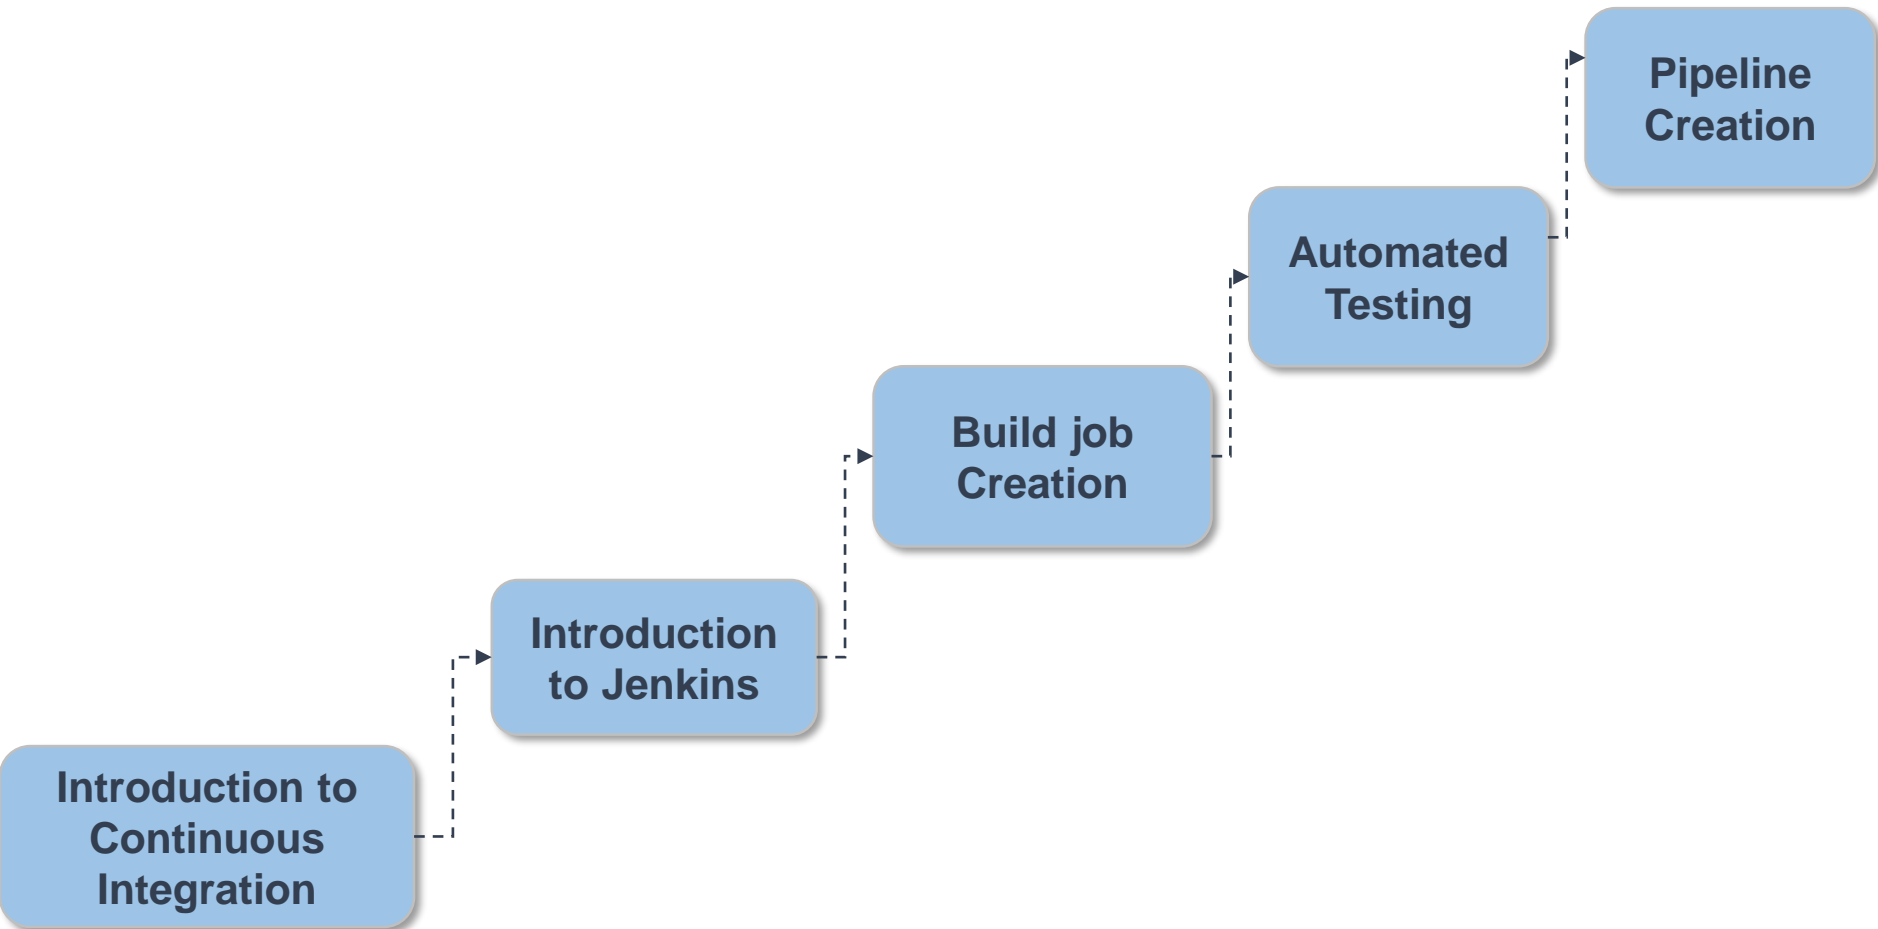 Pipeline
Creation
Automated
Testing
Build job
Creation
Introduction
to Jenkins
Introduction to
Continuous
Integration